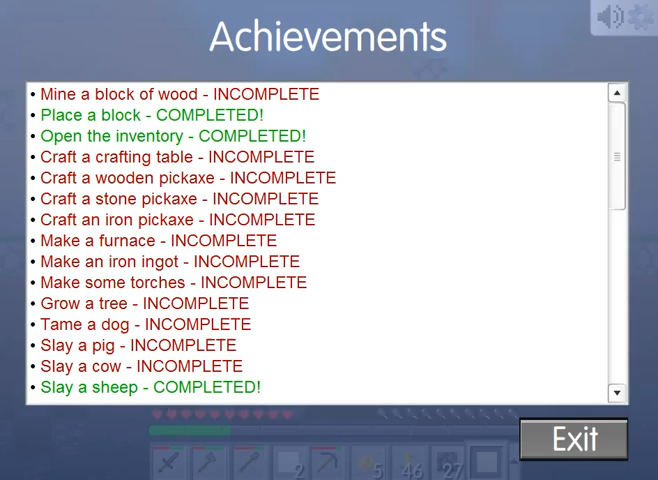 Achievements
• Mine a block of wood - INCOMPLETE
• Place a block - COMPLETED!
• Open the inventory - COMPLETED!
• Craft a crafting table - INCOMPLETE
• Craft a wooden pickaxe - INCOMPLETE
• Craft a stone pickaxe - INCOMPLETE
• Craft an iron pickaxe - INCOMPLETE
• Make a furnace - INCOMPLETE
• Make an iron ingot - INCOMPLETE
• Make some torches - INCOMPLETE
• Grow a tree - INCOMPLETE
• Tame a dog - INCOMPLETE
• Slay a pig - INCOMPLETE
• Slay a cow - INCOMPLETE
• Slay a sheep - COMPLETED!
Exit
2 5 46 27